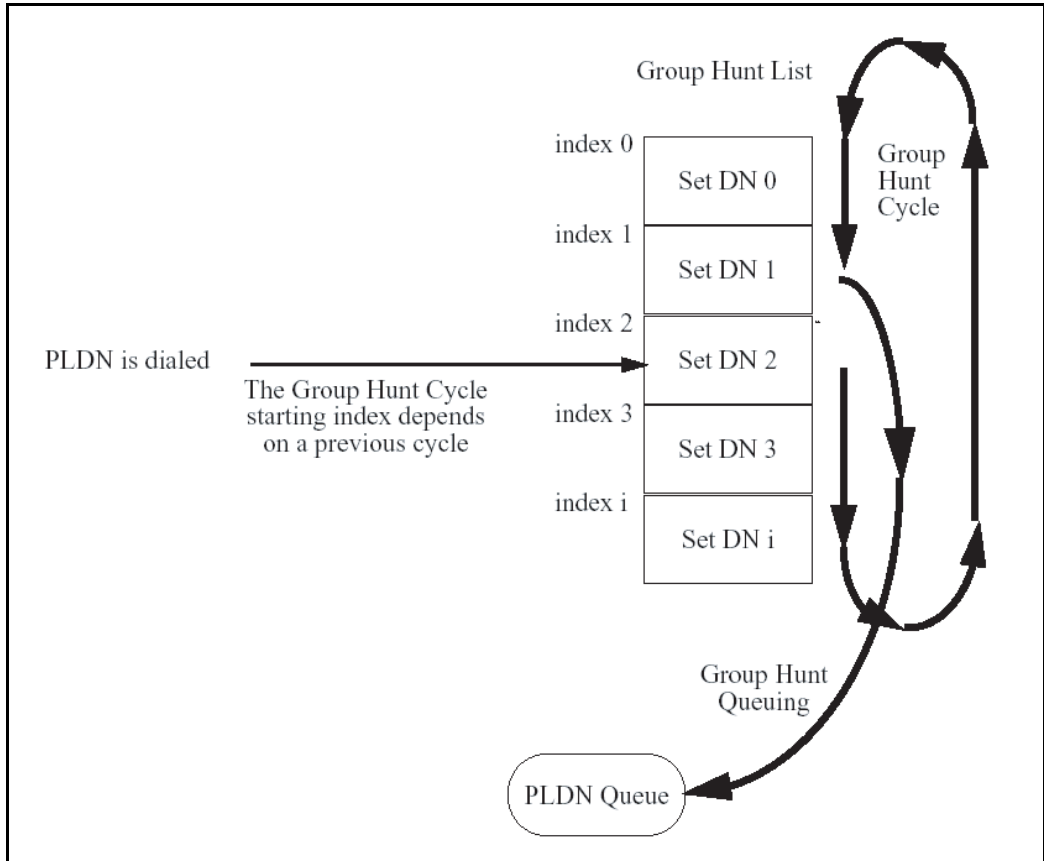 Group Hunt List
index 0
Set DN 0
Group
Hunt
Cycle
index 1
Set DN 1
index 2
Set DN 2
PLDN is dialed
The Group Hunt Cycle
starting index depends
on a previous cycle
index 3
Set DN 3
index i
Set DN i
Group Hunt
Queuing
PLDN Queue